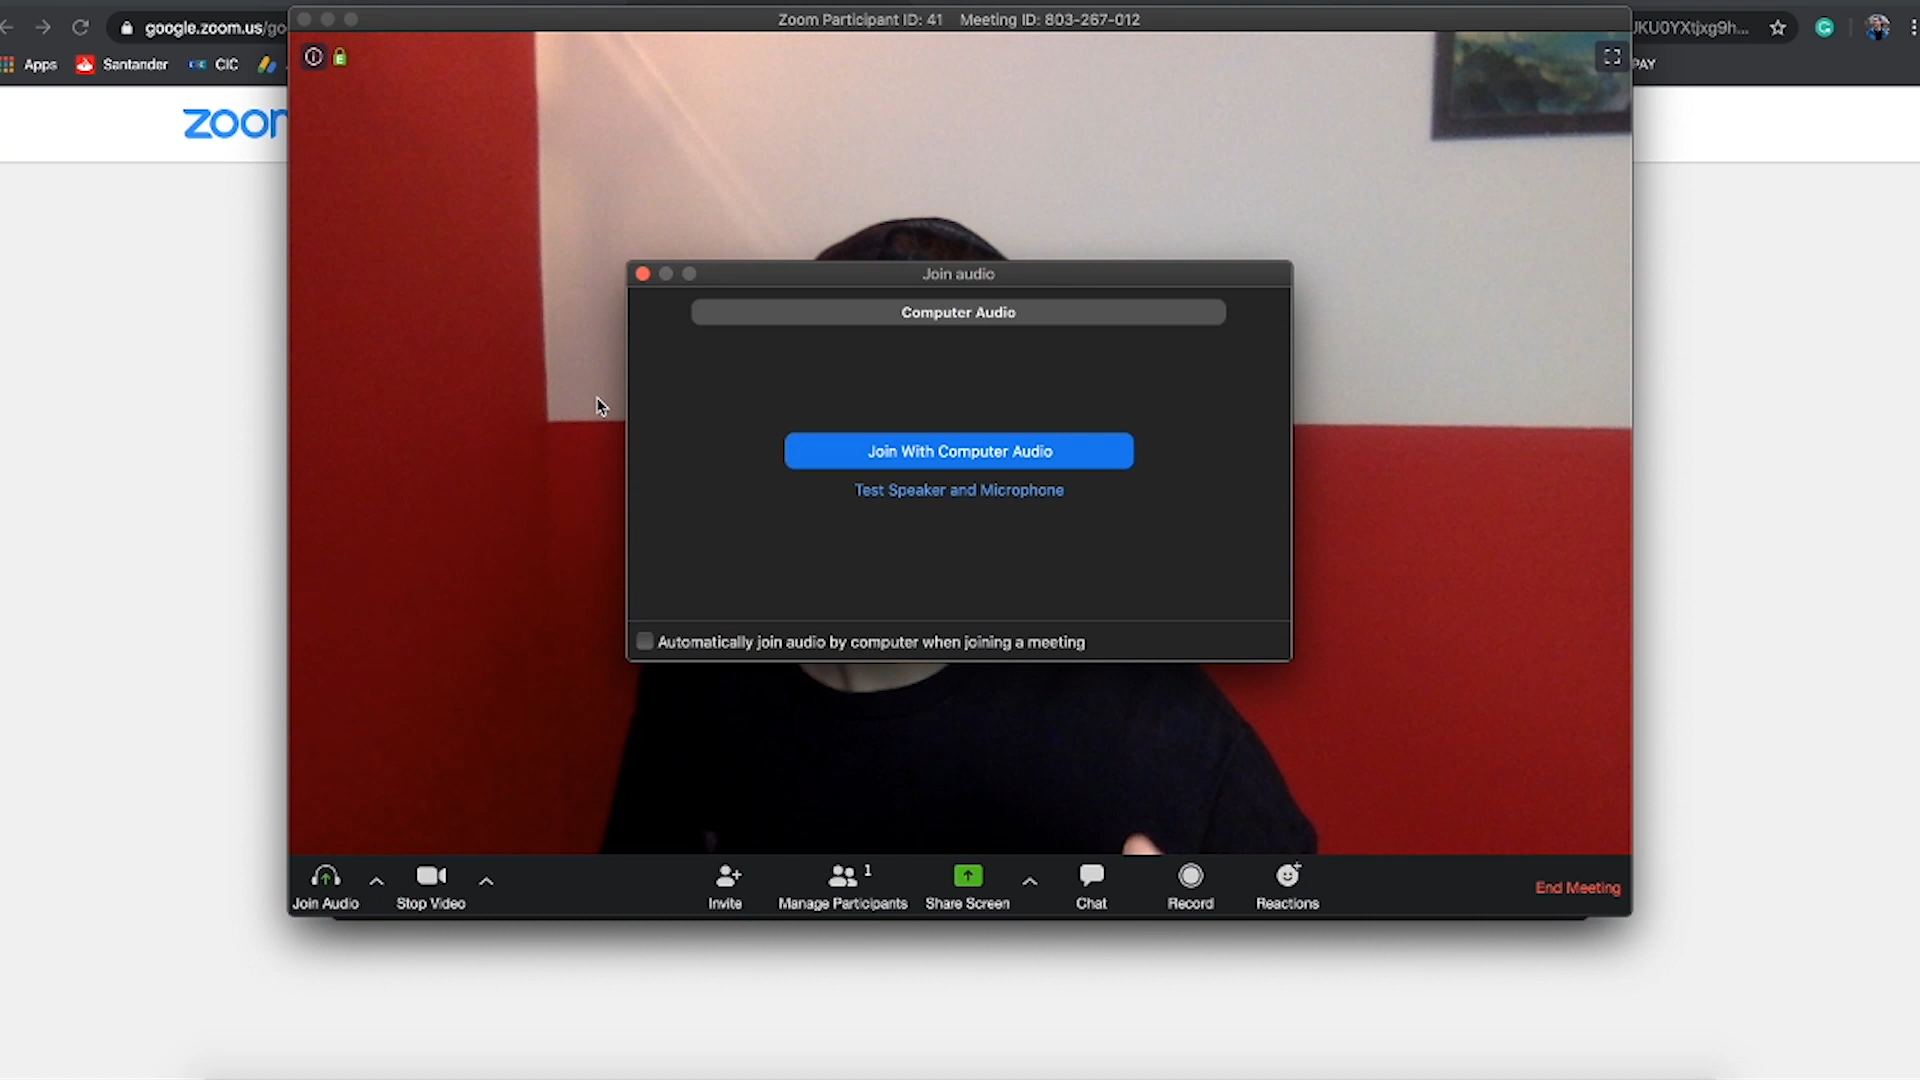 Zoom Participant ID: 41 Meeting ID: 803-267-012
google.zoom.us/go
JKU0YXtjxg9h...
Apps
Santander
CIC
PAY
zoom
Join audio
Computer Audio
Join With Computer Audio
Test Speaker and Microphone
Automatically join audio by computer when joining a meeting
Join Audio
Stop Video
Invite
1
Manage Participants
Share Screen
Chat
Record
Reactions
End Meeting